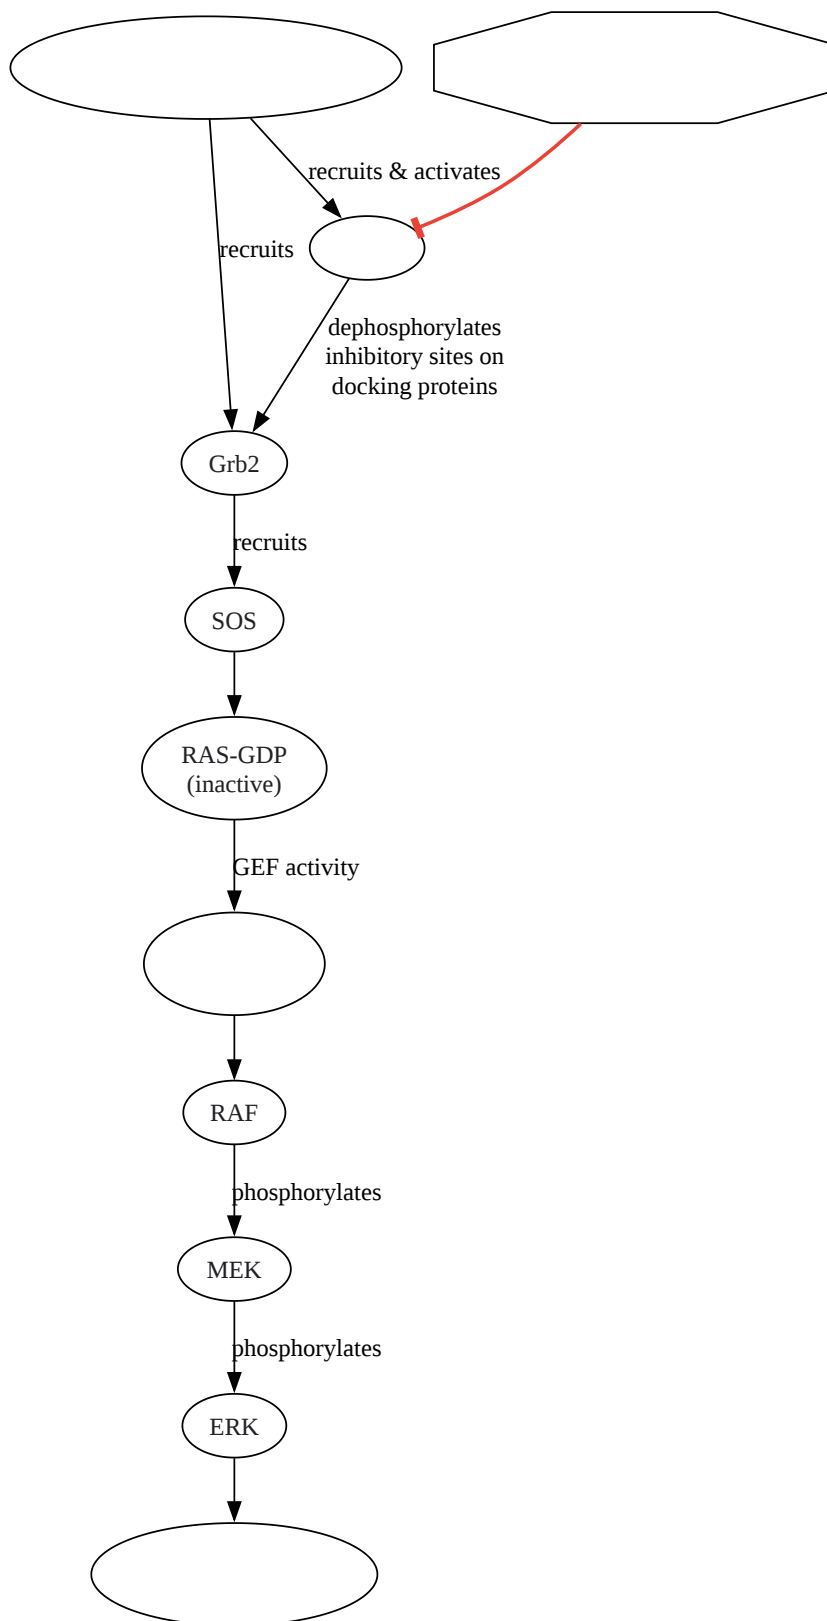 recruits & activates
recruits
dephosphorylates
inhibitory sites on
docking proteins
Grb2
recruits
SOS
RAS-GDP
(inactive)
GEF activity
RAF
phosphorylates
MEK
phosphorylates
ERK